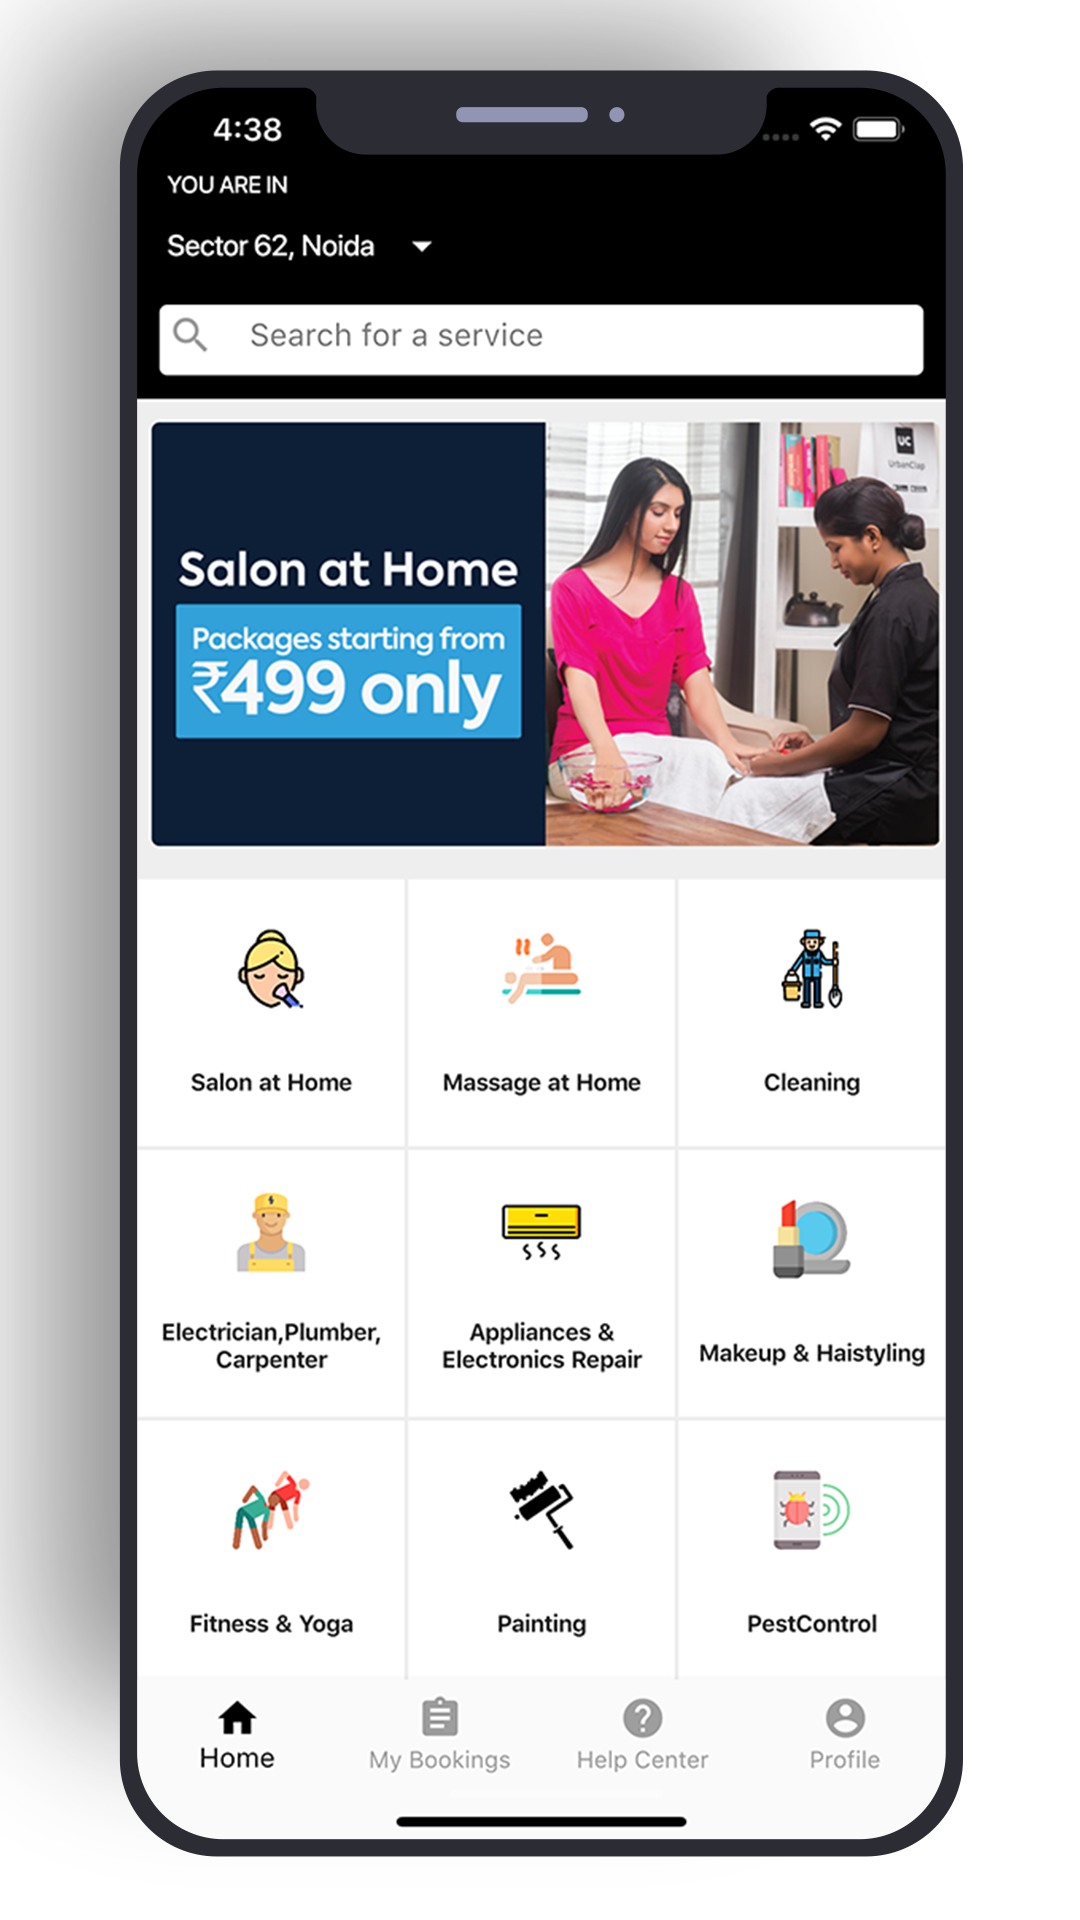 4:38
YOU ARE IN
Sector 62, Noida
Search for a service
UC
UrbanClap
Salon at Home
Packages starting from
₹499 only
Salon at Home
Massage at Home
Cleaning
Electrician,Plumber,
Carpenter
Appliances &
Electronics Repair
Makeup & Haistyling
Fitness & Yoga
Painting
PestControl
Home
My Bookings
Help Center
Profile